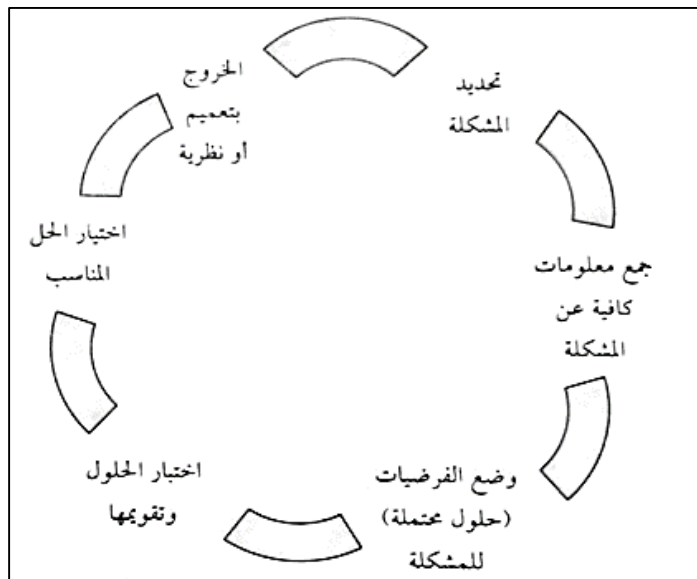 تحديد
المشكلة
جمع معلومات
كافية عن
المشكلة
وضع الفرضيات
(حلول محتملة)
للمشكلة
اختبار الحلول
وتقويمها
اختيار الحل
المناسب
الخروج
بتعميم
أو نظرية